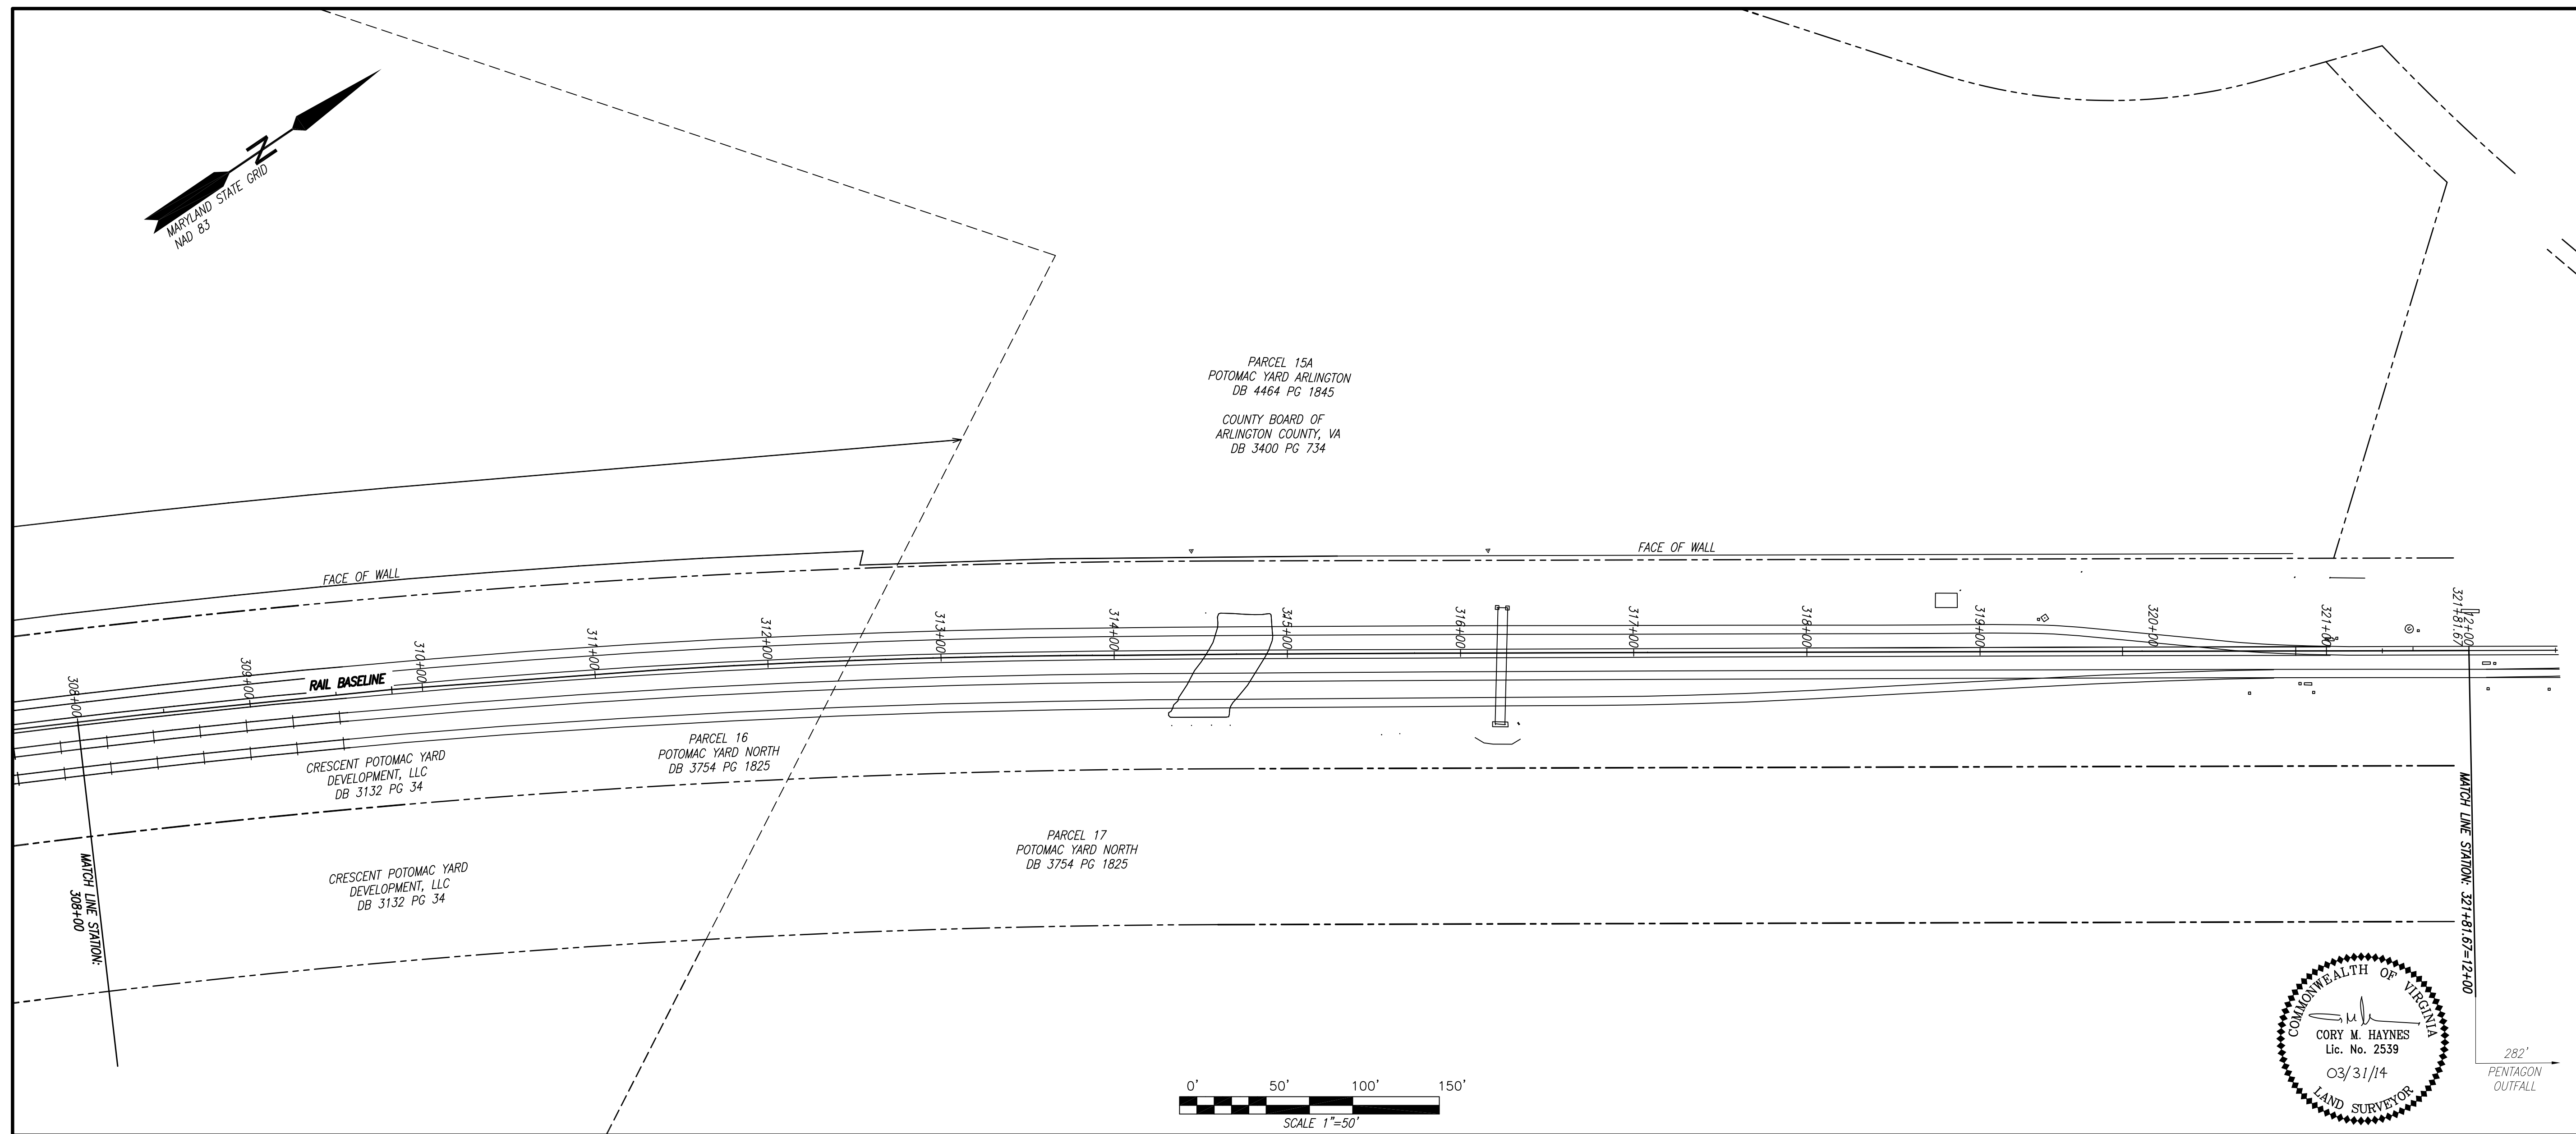 N
MARYLAND STATE GRID
NAD 83
PARCEL 15A
POTOMAC YARD ARLINGTON
DB 4464 PG 1845
COUNTY BOARD OF
ARLINGTON COUNTY, VA
DB 3400 PG 734
FACE OF WALL
FACE OF WALL
308+00
309+00
310+00
311+00
312+00
313+00
314+00
315+00
316+00
317+00
318+00
319+00
320+00
321+00
321+81.67
12+00
RAIL BASELINE
CRESCENT POTOMAC YARD
DEVELOPMENT, LLC
DB 3132 PG 34
PARCEL 16
POTOMAC YARD NORTH
DB 3754 PG 1825
PARCEL 17
POTOMAC YARD NORTH
DB 3754 PG 1825
CRESCENT POTOMAC YARD
DEVELOPMENT, LLC
DB 3132 PG 34
MATCH LINE STATION:
308+00
MATCH LINE STATION: 321+81.67=12+00
COMMONWEALTH OF VIRGINIA
CORY M. HAYNES
Lic. No. 2539
03/31/14
LAND SURVEYOR
282'
PENTAGON
OUTFALL
0' 50' 100' 150'
SCALE 1"=50'